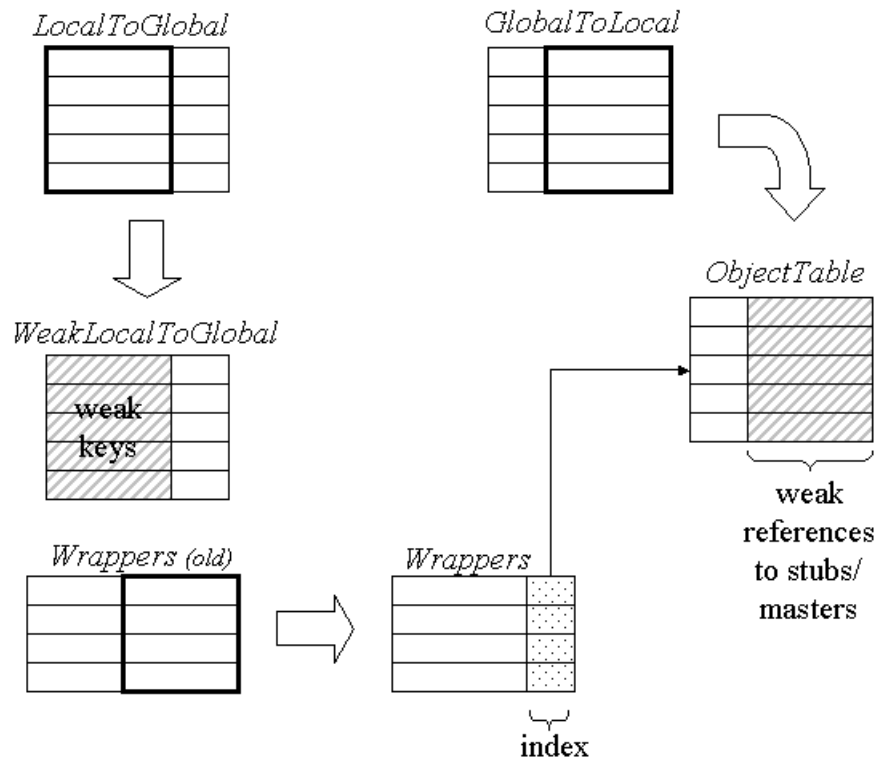 LocalToGlobal
GlobalToLocal
ObjectTable
WeakLocalToGlobal
weak
keys
weak
references
to stubs/
masters
Wrappers (old)
Wrappers
index